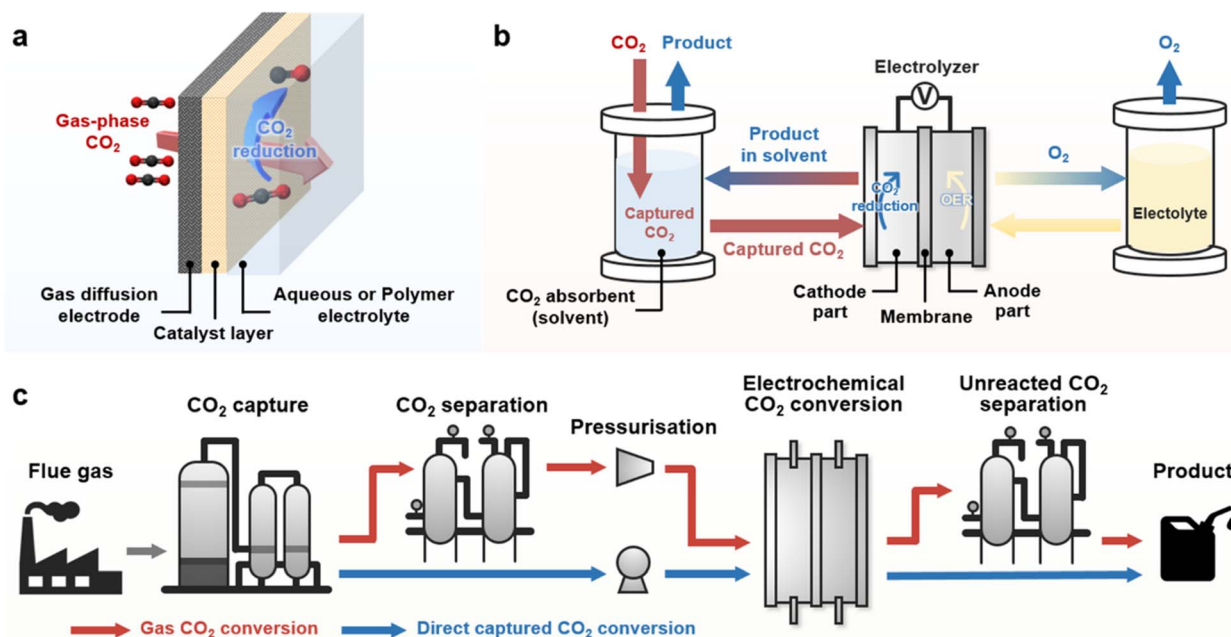 a
Gas-phase
CO₂
CO₂
reduction
Gas diffusion
electrode
Catalyst layer
Aqueous or Polymer
electrolyte
b
CO₂
Product
Electrolyzer
V
O₂
Product
in solvent
Captured
CO₂
Captured CO₂
CO₂
reduction
OER
O₂
Electolyte
CO₂ absorbent
(solvent)
Cathode
part
Membrane
Anode
part
c
Flue gas
CO₂ capture
CO₂ separation
Pressurisation
Electrochemical
CO₂ conversion
Unreacted CO₂
separation
Product
Gas CO₂ conversion
Direct captured CO₂ conversion